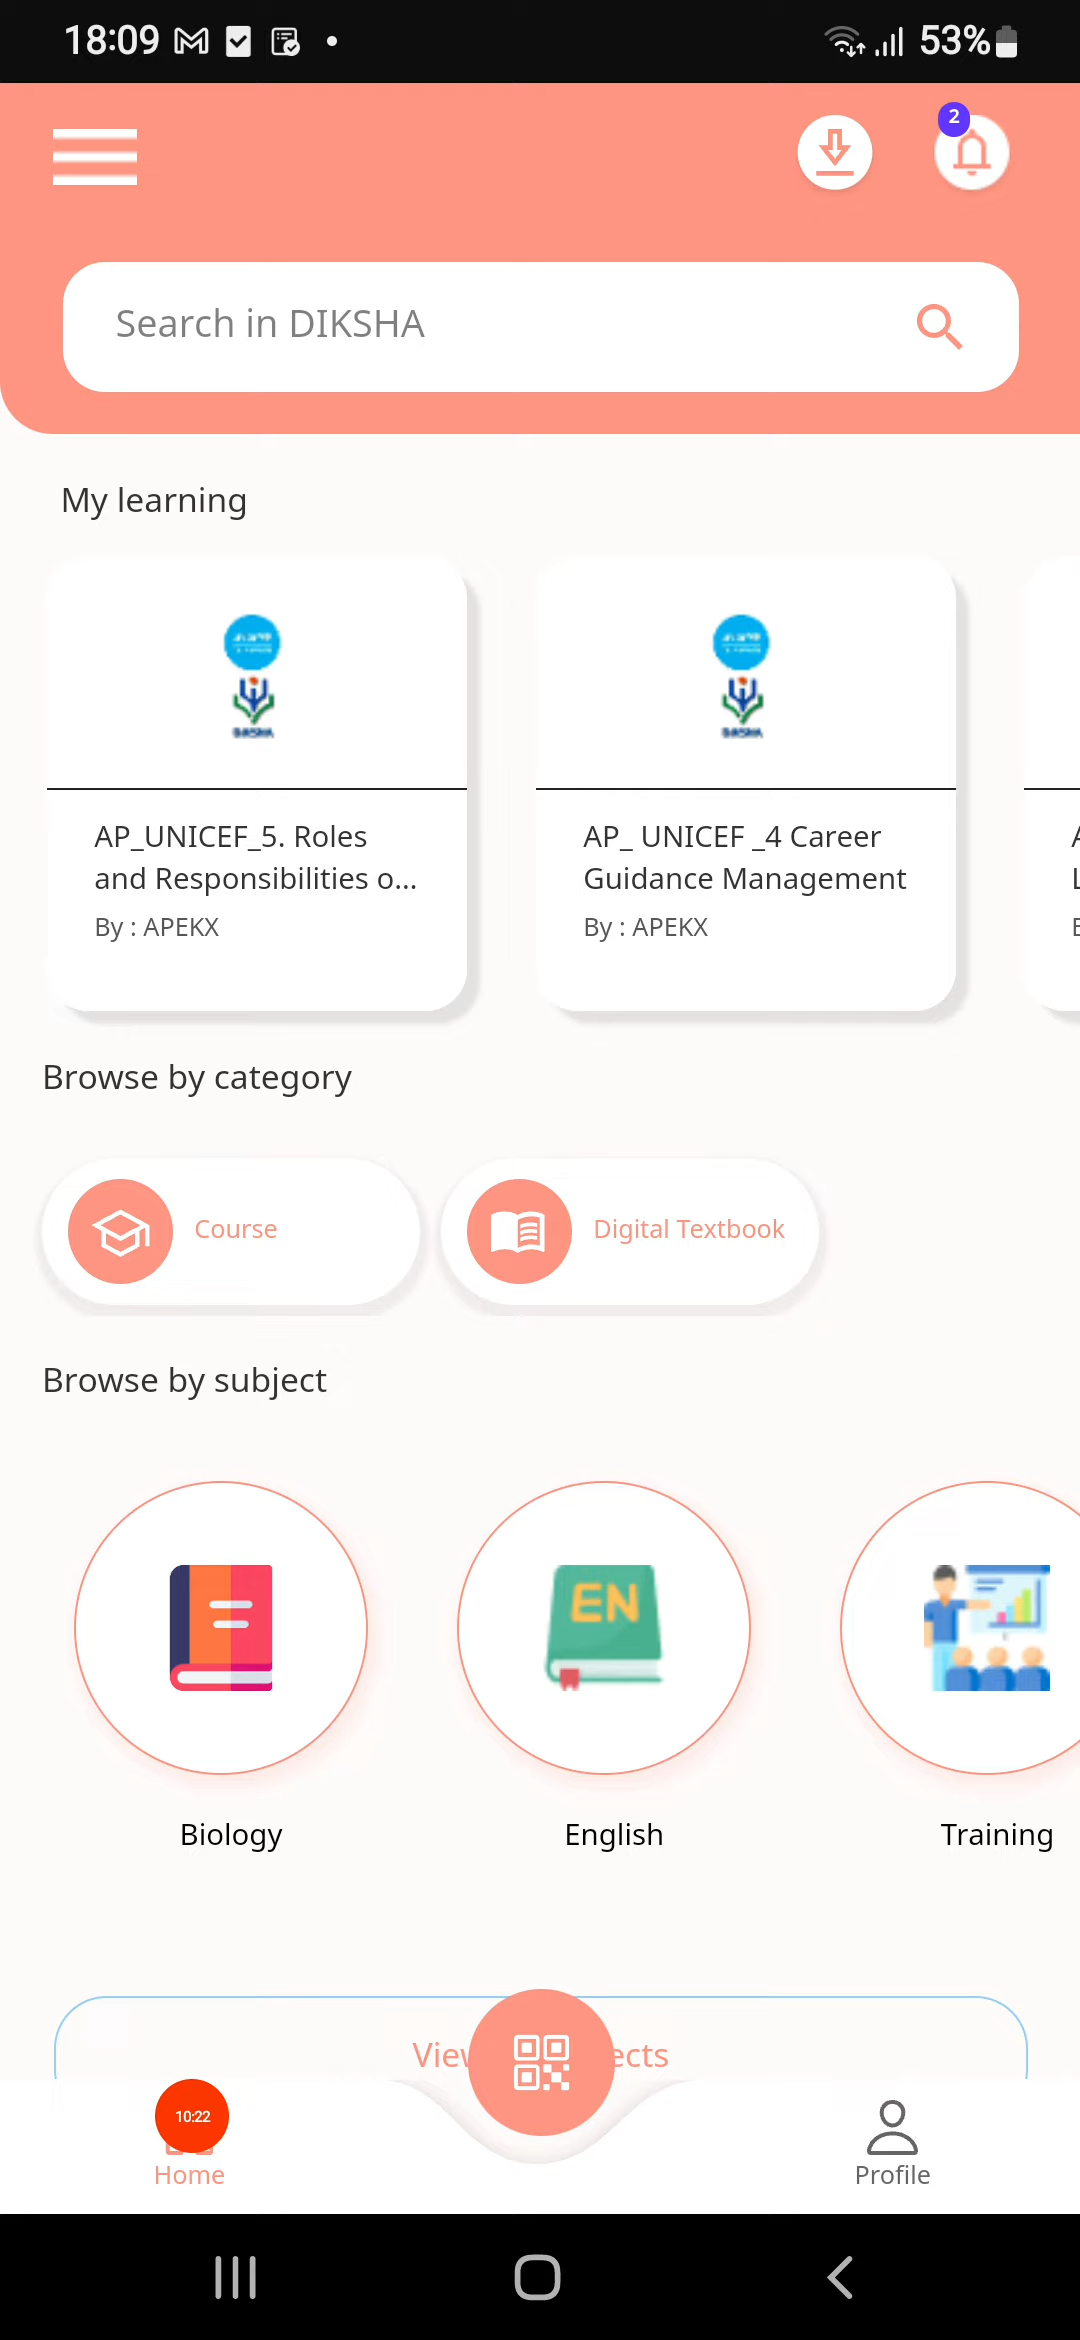 18:09
53%
2
Search in DIKSHA
My learning
AP_UNICEF_5. Roles
and Responsibilities o...
By : APEKX
AP_ UNICEF _4 Career
Guidance Management
By : APEKX
Browse by category
Course
Digital Textbook
Browse by subject
EN
Biology
English
Training
10:22
Home
Profile